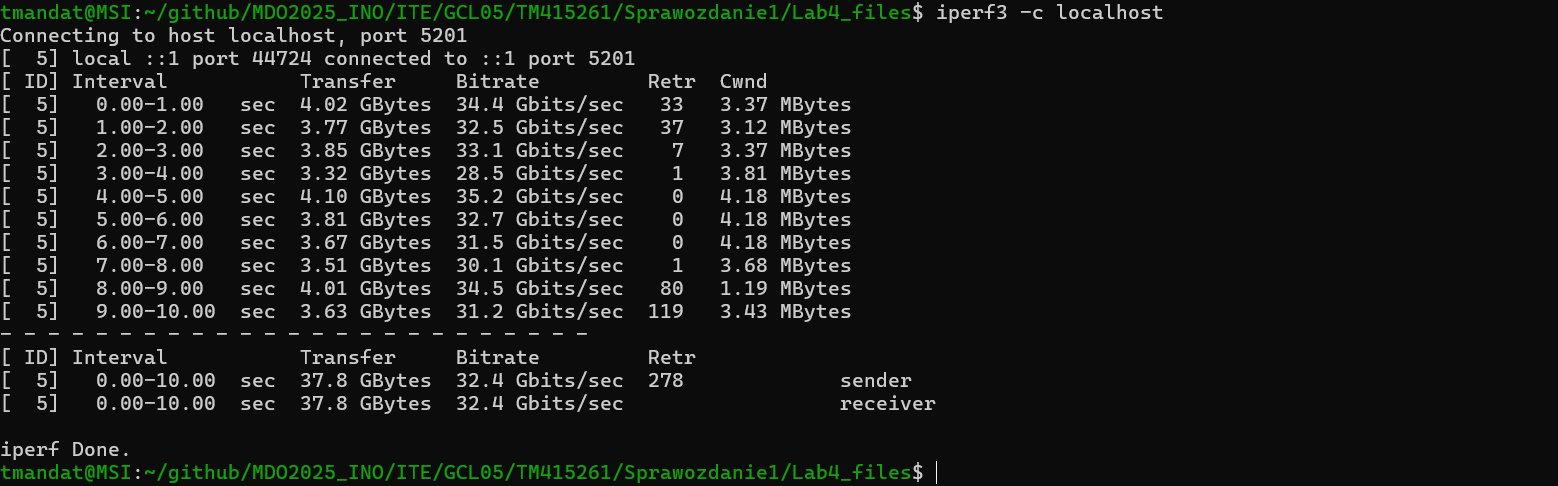 tmandat@MSI:~/github/MDO2025_INO/ITE/GCL05/TM415261/Sprawozdanie1/Lab4_files$ iperf3 -c localhost
Connecting to host localhost, port 5201
[  5] local ::1 port 44724 connected to ::1 port 5201
[ ID] Interval           Transfer     Bitrate         Retr  Cwnd
[  5]   0.00-1.00   sec  4.02 GBytes  34.4 Gbits/sec   33   3.37 MBytes
[  5]   1.00-2.00   sec  3.77 GBytes  32.5 Gbits/sec   37   3.12 MBytes
[  5]   2.00-3.00   sec  3.85 GBytes  33.1 Gbits/sec    7   3.37 MBytes
[  5]   3.00-4.00   sec  3.32 GBytes  28.5 Gbits/sec    1   3.81 MBytes
[  5]   4.00-5.00   sec  4.10 GBytes  35.2 Gbits/sec    0   4.18 MBytes
[  5]   5.00-6.00   sec  3.81 GBytes  32.7 Gbits/sec    0   4.18 MBytes
[  5]   6.00-7.00   sec  3.67 GBytes  31.5 Gbits/sec    0   4.18 MBytes
[  5]   7.00-8.00   sec  3.51 GBytes  30.1 Gbits/sec    1   3.68 MBytes
[  5]   8.00-9.00   sec  4.01 GBytes  34.5 Gbits/sec   80   1.19 MBytes
[  5]   9.00-10.00  sec  3.63 GBytes  31.2 Gbits/sec  119   3.43 MBytes
- - - - - - - - - - - - - - - - - - - - - - - - -
[ ID] Interval           Transfer     Bitrate         Retr
[  5]   0.00-10.00  sec  37.8 GBytes  32.4 Gbits/sec  278             sender
[  5]   0.00-10.00  sec  37.8 GBytes  32.4 Gbits/sec                  receiver

iperf Done.
tmandat@MSI:~/github/MDO2025_INO/ITE/GCL05/TM415261/Sprawozdanie1/Lab4_files$